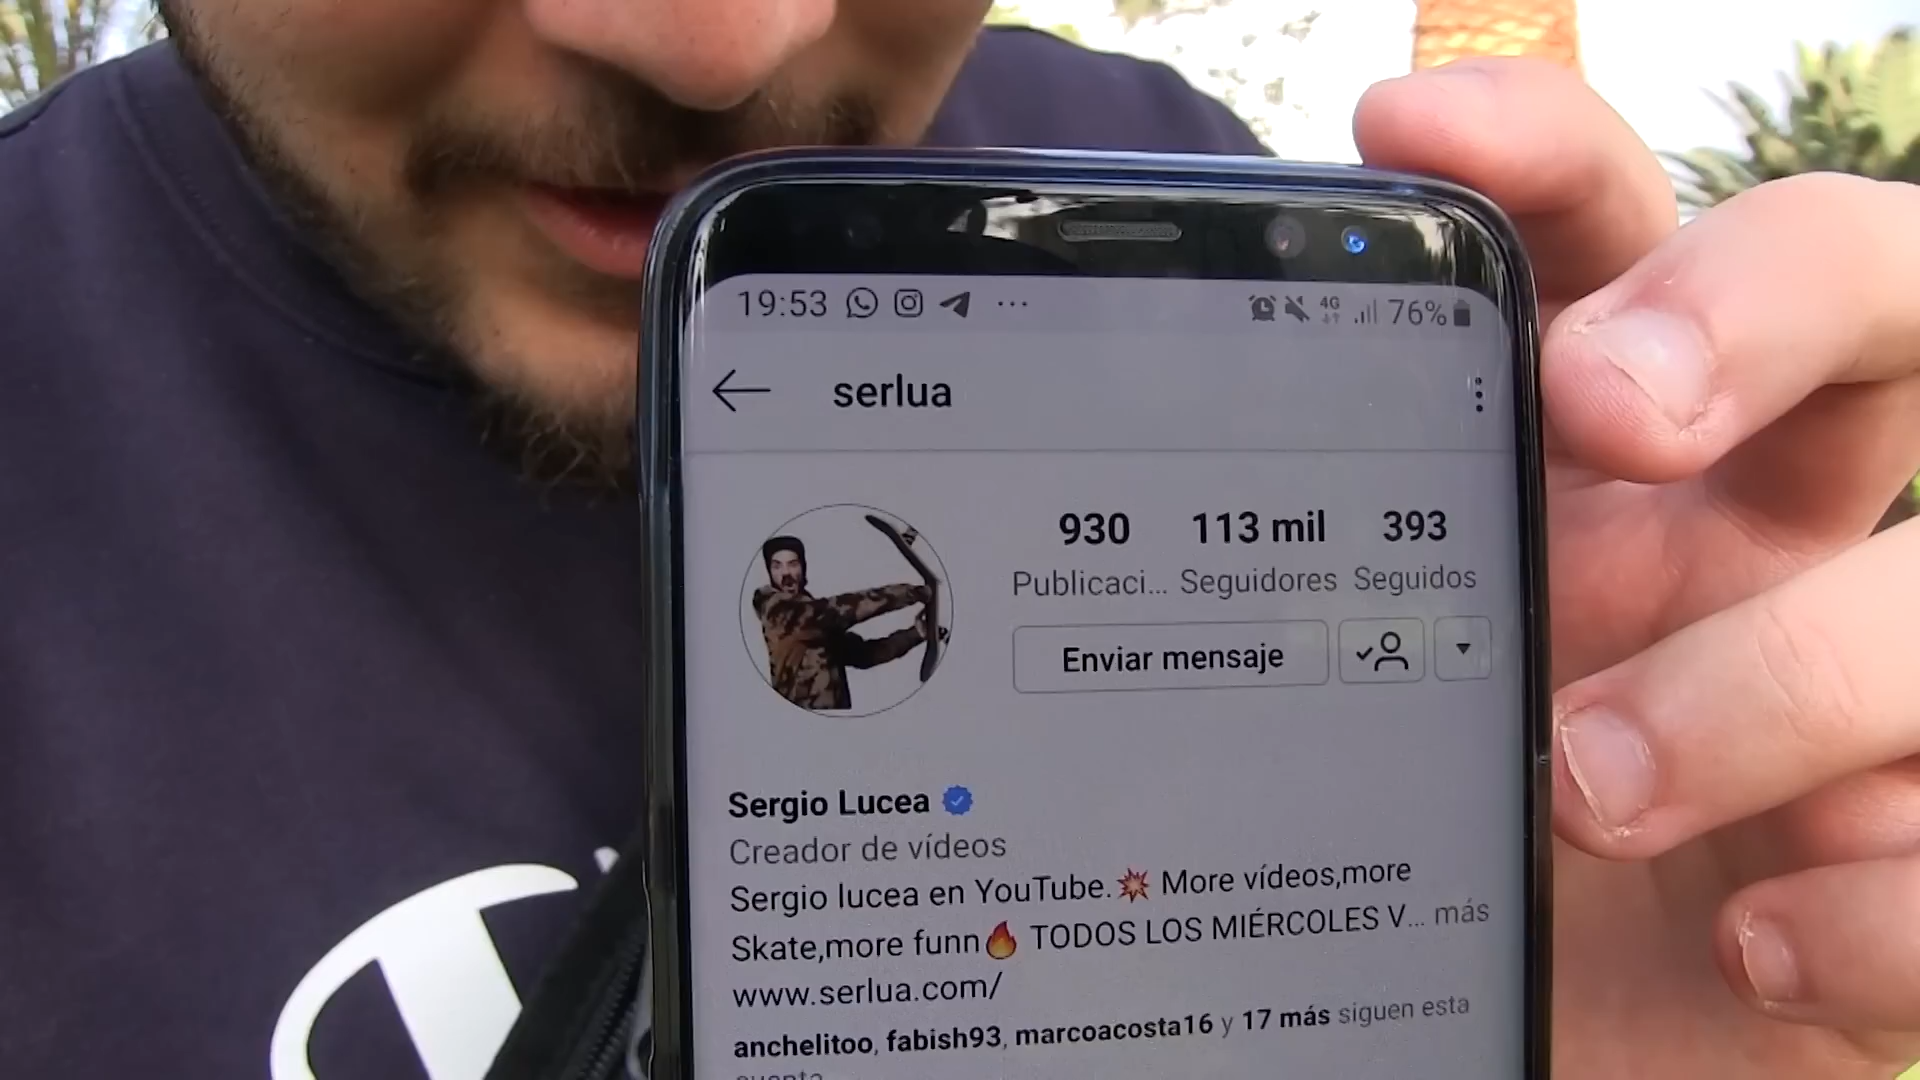 19:53 4G 76%
serlua
930 113 mil 393
Publicaci... Seguidores Seguidos
Enviar mensaje
Sergio Lucea
Creador de vídeos
Sergio lucea en YouTube.💥 More vídeos,more
Skate,more funn🔥 TODOS LOS MIÉRCOLES V... más
www.serlua.com/
anchelitoo, fabish93, marcoacosta16 y 17 más siguen esta
cuenta